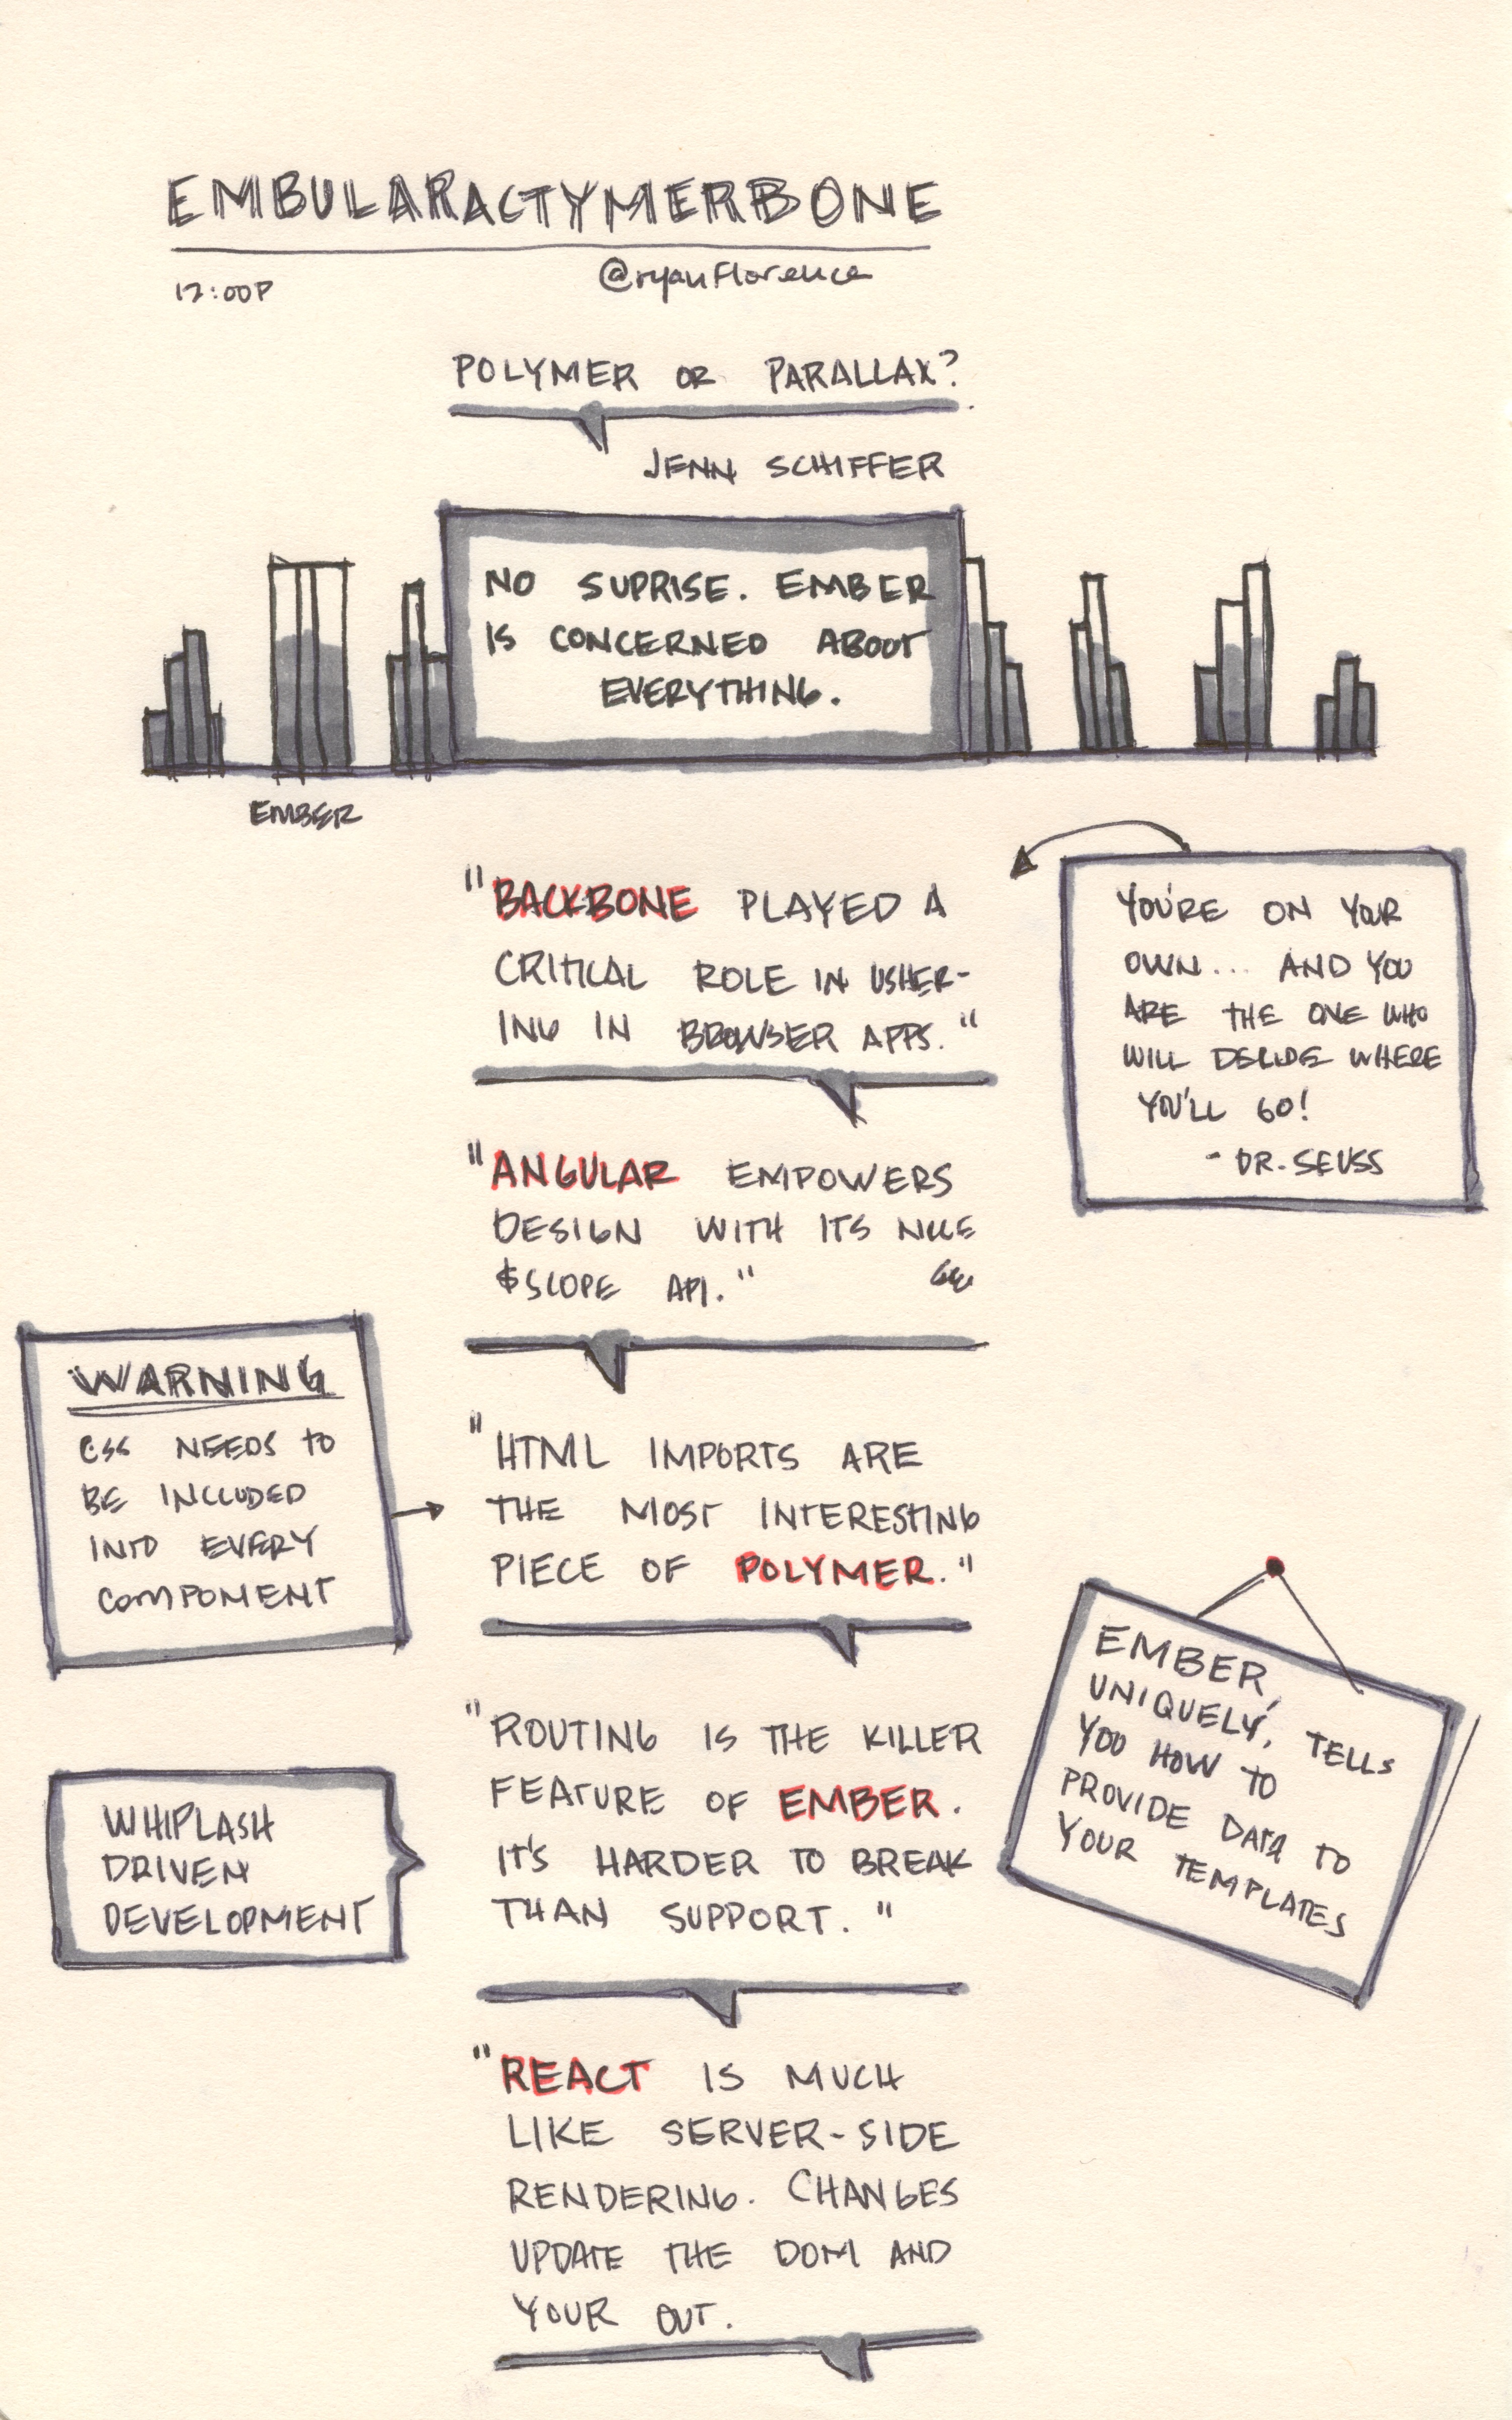 EMBULARACTYMERBONE
12:00P
@ryanflorence
POLYMER OR PARALLAX?
JENN SCHIFFER
NO SUPRISE. EMBER
IS CONCERNED ABOUT
EVERYTHING.
EMBER
"BACKBONE PLAYED A
CRITICAL ROLE IN USHER-
ING IN BROWSER APPS."
YOU'RE ON YOUR
OWN... AND YOU
ARE THE ONE WHO
WILL DECIDE WHERE
YOU'LL GO!
- DR. SEUSS
"ANGULAR EMPOWERS
DESIGN WITH ITS NICE
$SCOPE API."
WARNING
CSS NEEDS TO
BE INCLUDED
INTO EVERY
COMPONENT
"HTML IMPORTS ARE
THE MOST INTERESTING
PIECE OF POLYMER."
EMBER,
UNIQUELY, TELLS
YOU HOW TO
PROVIDE DATA TO
YOUR TEMPLATES
"ROUTING IS THE KILLER
FEATURE OF EMBER.
IT'S HARDER TO BREAK
THAN SUPPORT."
WHIPLASH
DRIVEN
DEVELOPMENT
"REACT IS MUCH
LIKE SERVER-SIDE
RENDERING. CHANGES
UPDATE THE DOM AND
YOUR OUT.